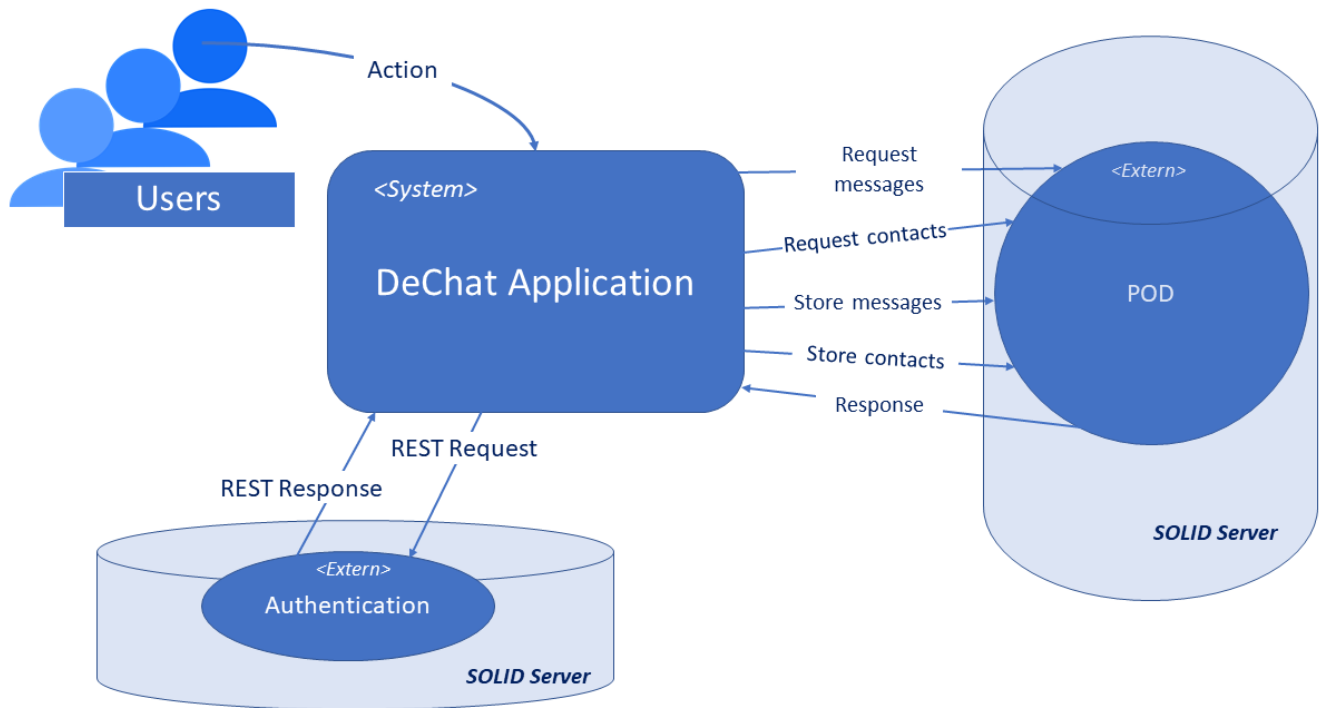 Action
Users
<System>
DeChat Application
Request
messages
Request contacts
Store messages
Store contacts
Response
<Extern>
POD
SOLID Server
REST Request
REST Response
<Extern>
Authentication
SOLID Server